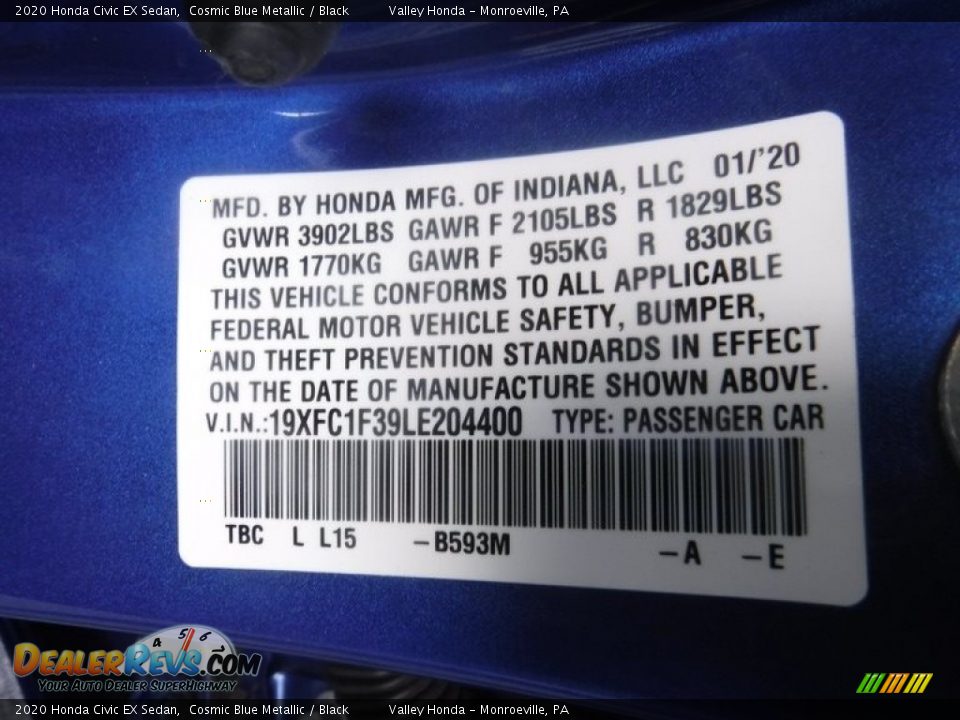 2020 Honda Civic EX Sedan, Cosmic Blue Metallic / Black Valley Honda - Monroeville, PA
MFD. BY HONDA MFG. OF INDIANA, LLC 01/'20
GVWR 3902LBS GAWR F 2105LBS R 1829LBS
GVWR 1770KG GAWR F 955KG R 830KG
THIS VEHICLE CONFORMS TO ALL APPLICABLE
FEDERAL MOTOR VEHICLE SAFETY, BUMPER,
AND THEFT PREVENTION STANDARDS IN EFFECT
ON THE DATE OF MANUFACTURE SHOWN ABOVE.
V.I.N.:19XFC1F39LE204400 TYPE: PASSENGER CAR
TBC L L15 -B593M -A -E
4 5 6
DEALERREVS.COM
YOUR AUTO DEALER SUPERHIGHWAY
2020 Honda Civic EX Sedan, Cosmic Blue Metallic / Black Valley Honda - Monroeville, PA